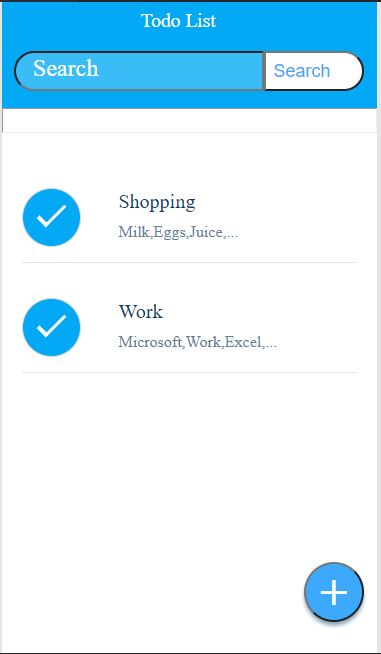 Todo List
Search Search
Shopping
Milk,Eggs,Juice,...
Work
Microsoft,Work,Excel,...